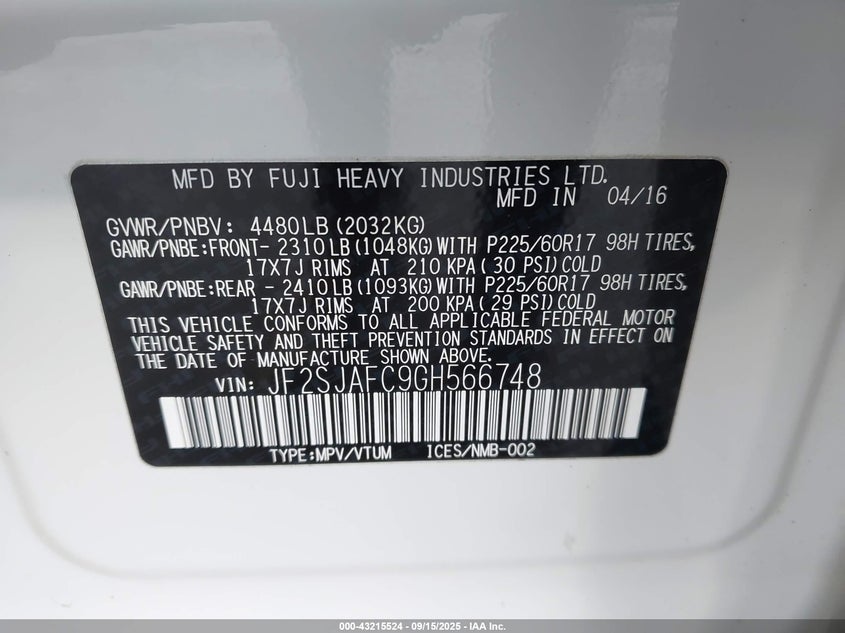 MFD BY FUJI HEAVY INDUSTRIES LTD.
MFD IN 04/16
GVWR/PNBV: 4480LB (2032KG)
GAWR/PNBE:FRONT- 2310LB (1048KG) WITH P225/60R17 98H TIRES,
17X7J RIMS AT 210 KPA( 30 PSI) COLD
GAWR/PNBE:REAR - 2410LB (1093KG) WITH P225/60R17 98H TIRES,
17X7J RIMS AT 200 KPA( 29 PSI) COLD
THIS VEHICLE CONFORMS TO ALL APPLICABLE FEDERAL MOTOR
VEHICLE SAFETY AND THEFT PREVENTION STANDARDS IN EFFECT ON
THE DATE OF MANUFACTURE SHOWN ABOVE.
VIN: JF2SJAFC9GH566748
TYPE:MPV/VTUM ICES/NMB-002
000-43215524 - 09/15/2025 - IAA Inc.